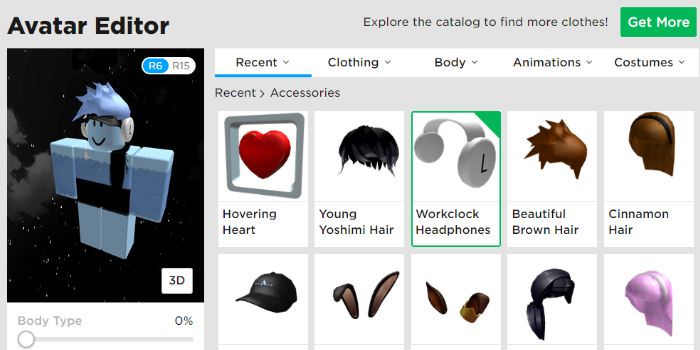 Avatar Editor
Explore the catalog to find more clothes!
Get More
R6 R15
Recent
Clothing
Body
Animations
Costumes
Recent > Accessories
L
Hovering
Heart
Young
Yoshimi Hair
Workclock
Headphones
Beautiful
Brown Hair
Cinnamon
Hair
3D
Body Type 0%